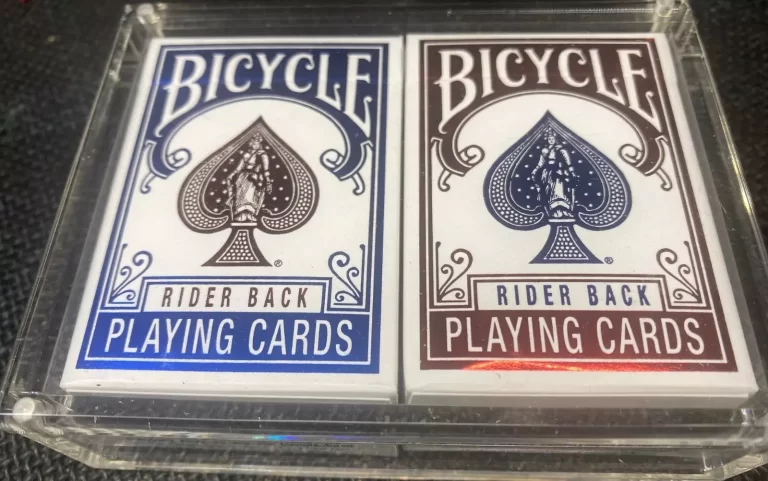 BICYCLE
®
RIDER BACK
PLAYING CARDS
BICYCLE
®
RIDER BACK
PLAYING CARDS